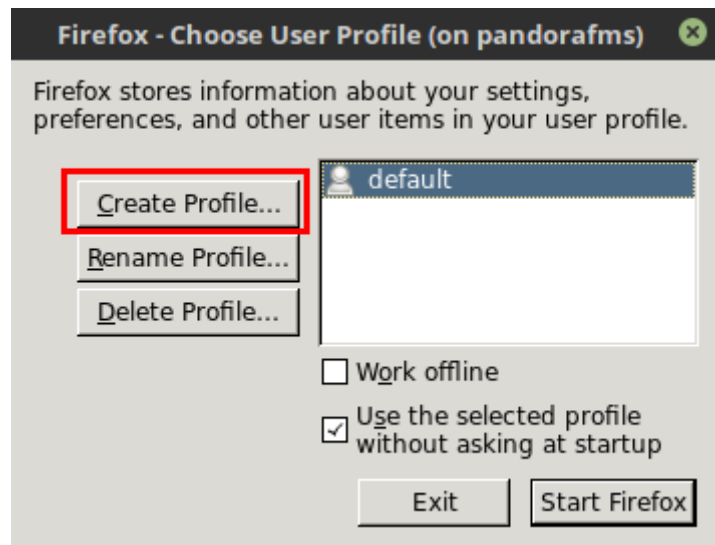 Firefox - Choose User Profile (on pandorafms)
Firefox stores information about your settings,
preferences, and other user items in your user profile.
default
Create Profile...
Rename Profile...
Delete Profile...
Work offline
Use the selected profile
without asking at startup
Exit
Start Firefox